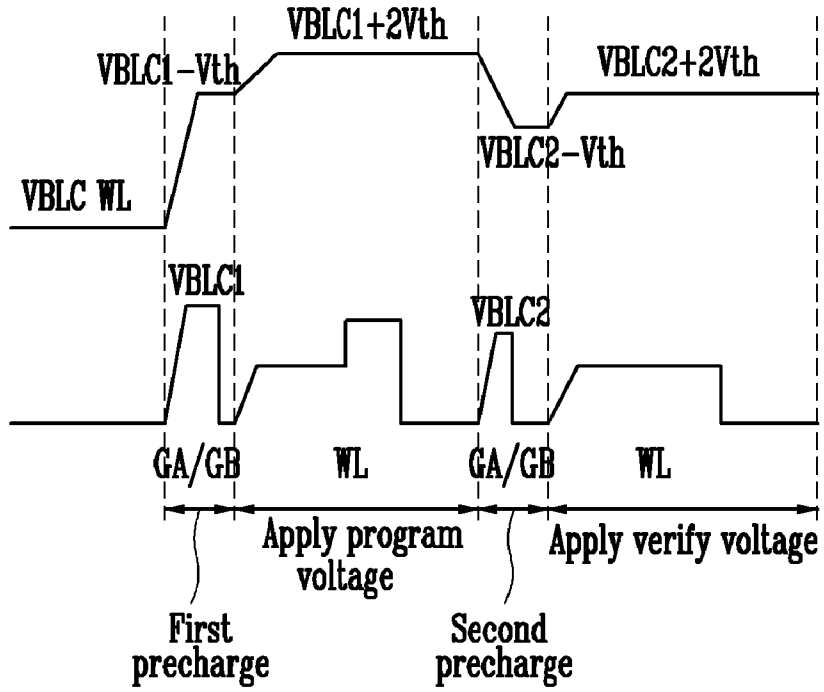 VBLC1+2Vth
VBLC1-Vth
VBLC2+2Vth
VBLC2-Vth
VBLC WL
VBLC1
VBLC2
GA/GB
WL
GA/GB
WL
Apply program
voltage
Apply verify voltage
First
precharge
Second
precharge